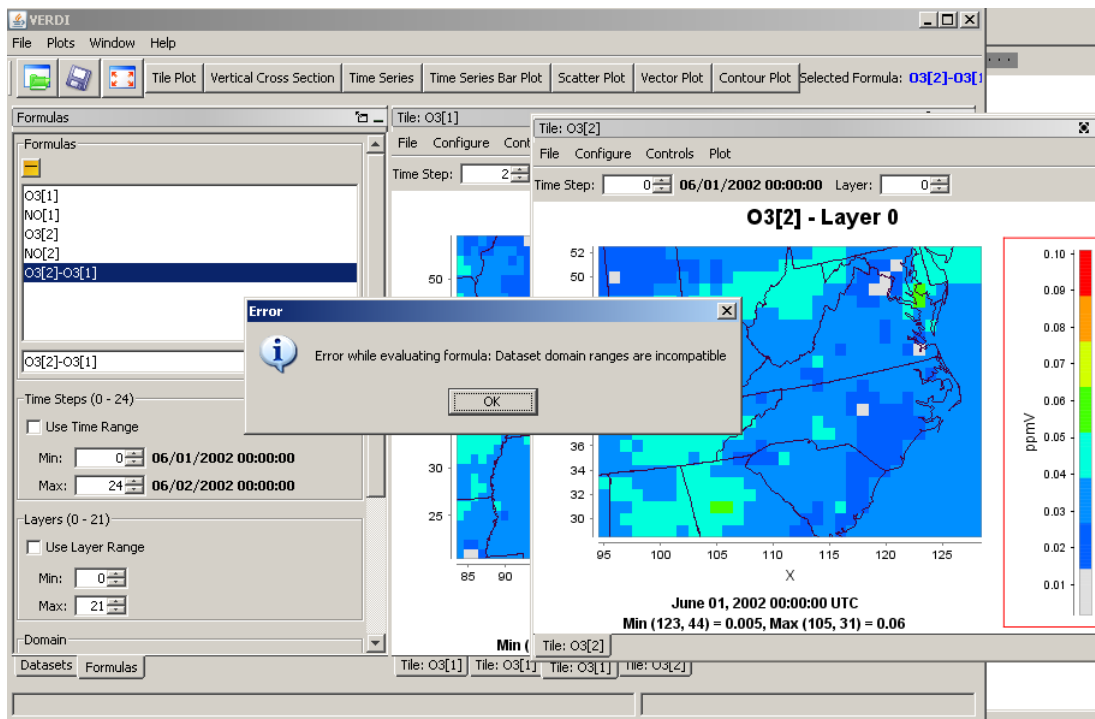 VERDI
File Plots Window Help
Tile Plot Vertical Cross Section Time Series Time Series Bar Plot Scatter Plot Vector Plot Contour Plot Selected Formula: O3[2]-O3[1
Formulas
Formulas
O3[1]
NO[1]
O3[2]
NO[2]
O3[2]-O3[1]
O3[2]-O3[1]
Time Steps (0 - 24)
Use Time Range
Min: 0 06/01/2002 00:00:00
Max: 24 06/02/2002 00:00:00
Layers (0 - 21)
Use Layer Range
Min: 0
Max: 21
Domain
Datasets Formulas
Tile: O3[1]
File Configure Cont
Time Step: 2
50
30
25
85 90
Min (
Tile: O3[2]
File Configure Controls Plot
Time Step: 0 06/01/2002 00:00:00 Layer: 0
O3[2] - Layer 0
52
50
36
34
32
30
95 100 105 110 115 120 125
X
June 01, 2002 00:00:00 UTC
Min (123, 44) = 0.005, Max (105, 31) = 0.06
0.10
0.09
0.08
0.07
0.06
0.05
0.04
0.03
0.02
0.01
ppmV
Tile: O3[2]
Tile: O3[1] Tile: O3[1] Tile: O3[1] Tile: O3[2]
Error
Error while evaluating formula: Dataset domain ranges are incompatible
OK